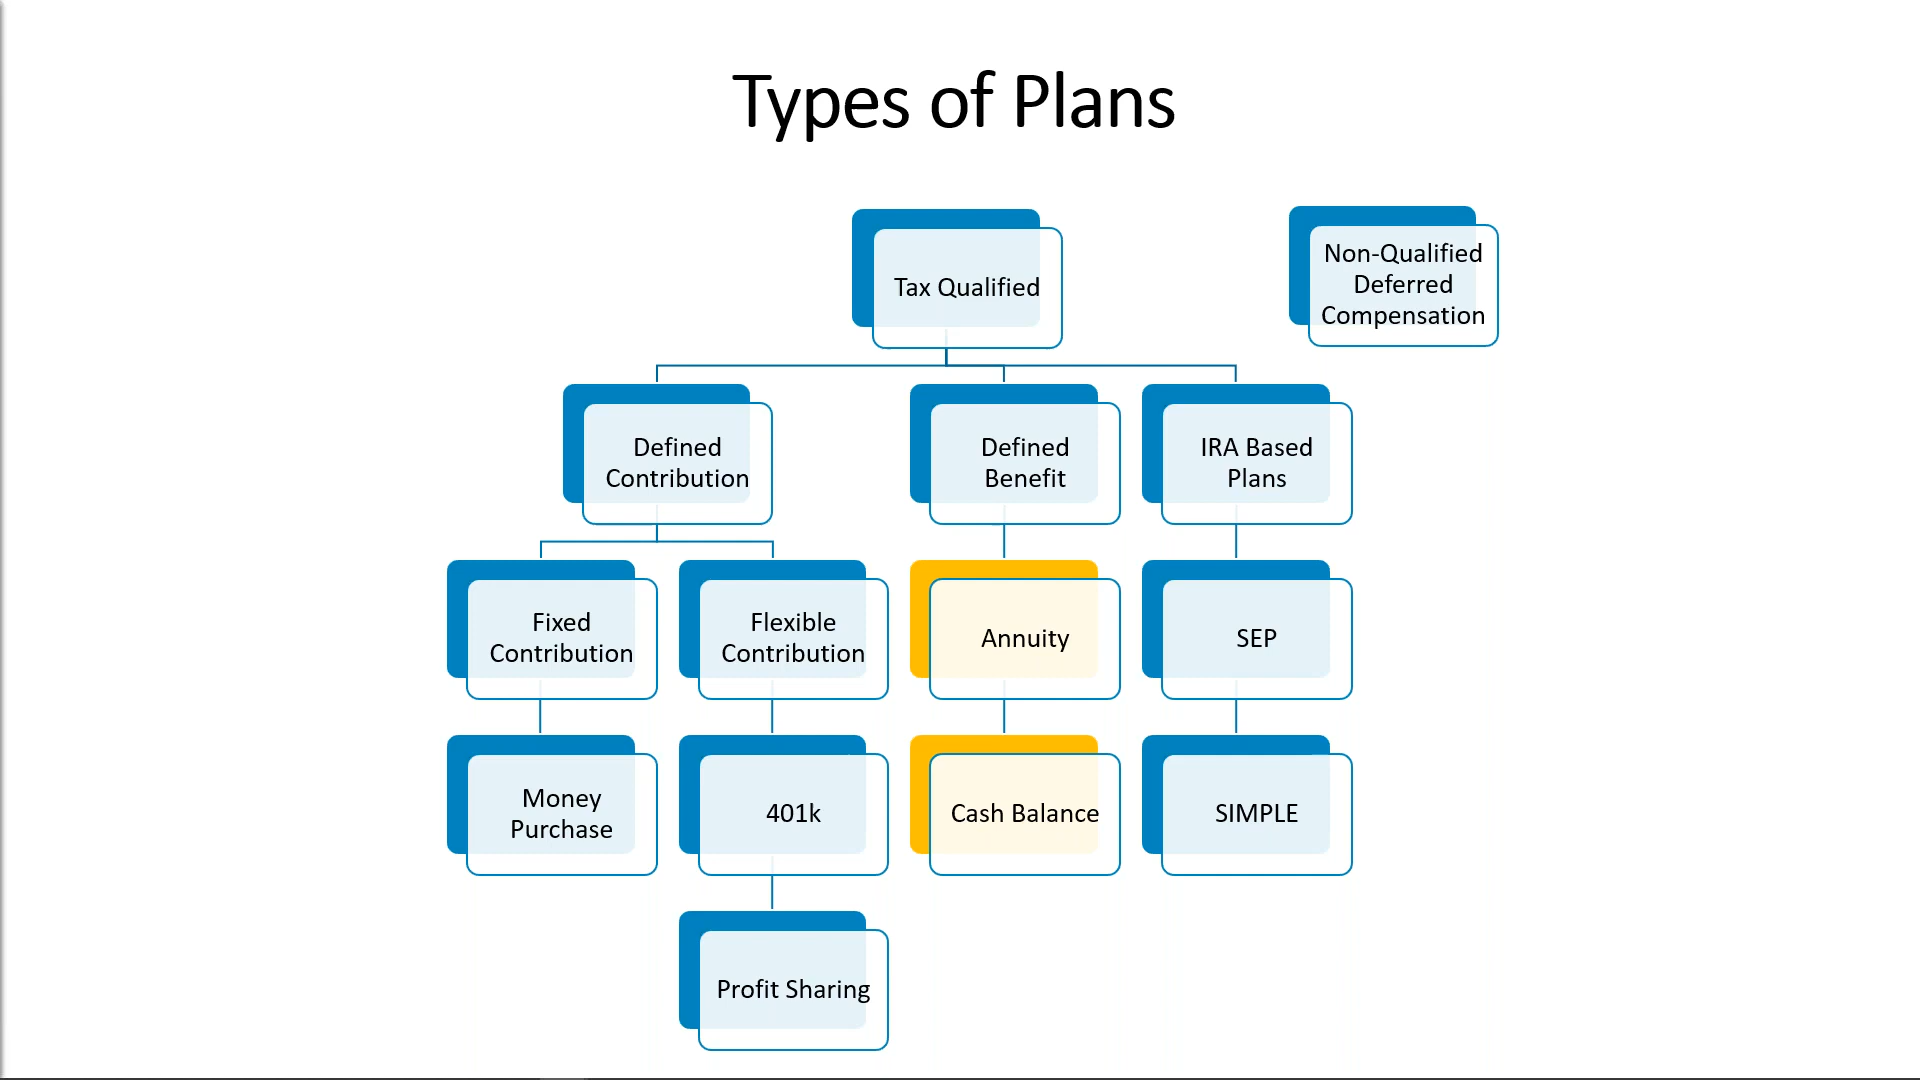 Types of Plans
Tax Qualified
Non-Qualified
Deferred
Compensation
Defined
Contribution
Defined
Benefit
IRA Based
Plans
Fixed
Contribution
Flexible
Contribution
Annuity
SEP
Money
Purchase
401k
Cash Balance
SIMPLE
Profit Sharing